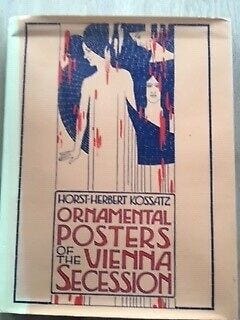 HORST-HERBERT KOSSATZ
ORNAMENTAL
POSTERS
OF THE VIENNA
SECESSION